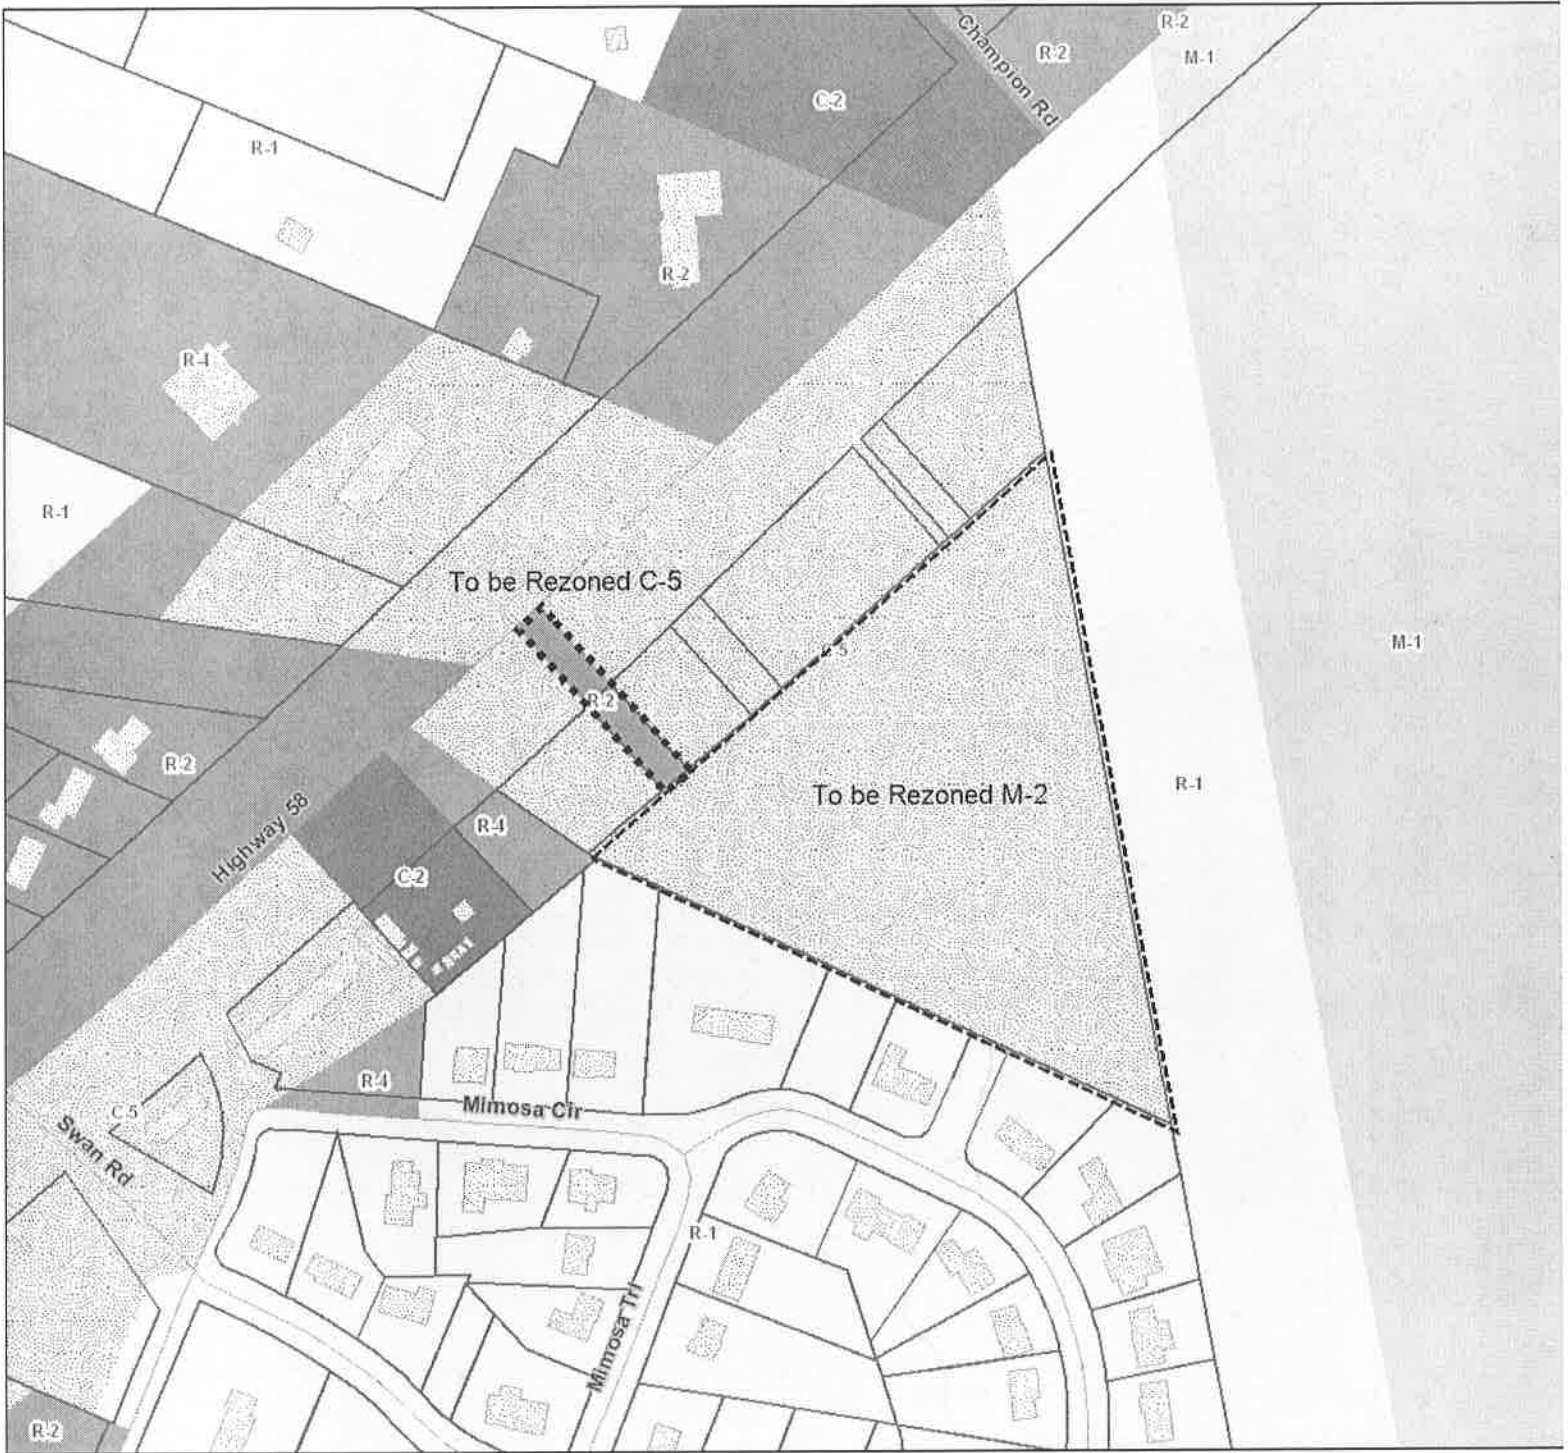 R-2
Champion Rd
R-2
M-1
C-2
R-1
R-2
R-4
R-1
To be Rezoned C-5
5
M-1
R-2
R-2
R-1
To be Rezoned M-2
Highway 58
R-4
C-2
R-4
Mimosa Cir
C-5
Swan Rd
R-1
Mimosa Trl
R-2